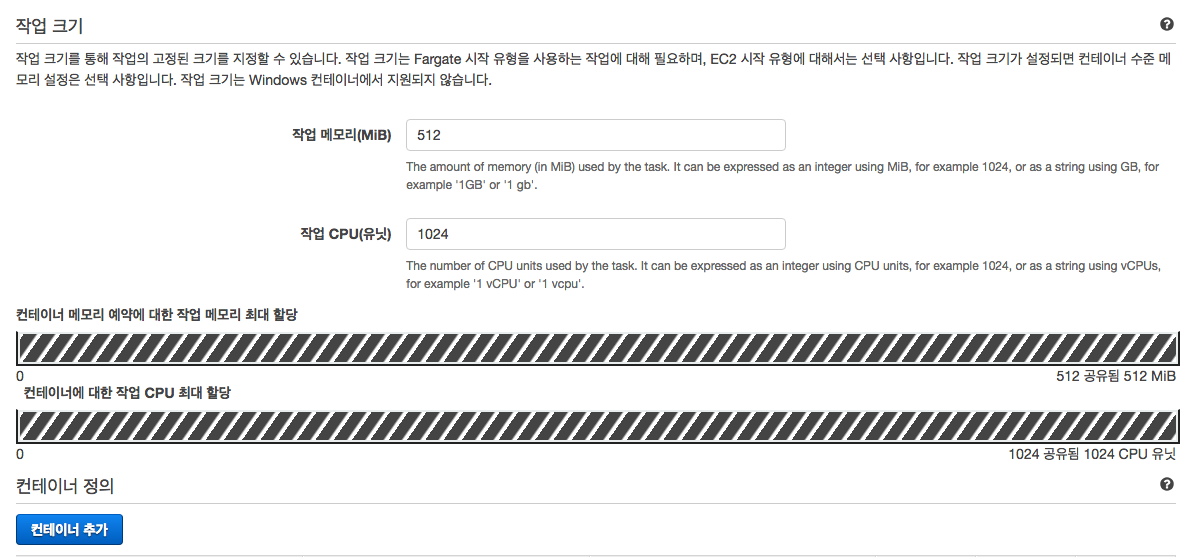 작업 크기
작업 크기를 통해 작업의 고정된 크기를 지정할 수 있습니다. 작업 크기는 Fargate 시작 유형을 사용하는 작업에 대해 필요하며, EC2 시작 유형에 대해서는 선택 사항입니다. 작업 크기가 설정되면 컨테이너 수준 메
모리 설정은 선택 사항입니다. 작업 크기는 Windows 컨테이너에서 지원되지 않습니다.
작업 메모리(MiB)
512
The amount of memory (in MiB) used by the task. It can be expressed as an integer using MiB, for example 1024, or as a string using GB, for
example '1GB' or '1 gb'.
작업 CPU(유닛)
1024
The number of CPU units used by the task. It can be expressed as an integer using CPU units, for example 1024, or as a string using vCPUs,
for example '1 vCPU' or '1 vcpu'.
컨테이너 메모리 예약에 대한 작업 메모리 최대 할당
0 512 공유됨 512 MiB
컨테이너에 대한 작업 CPU 최대 할당
0 1024 공유됨 1024 CPU 유닛
컨테이너 정의
컨테이너 추가